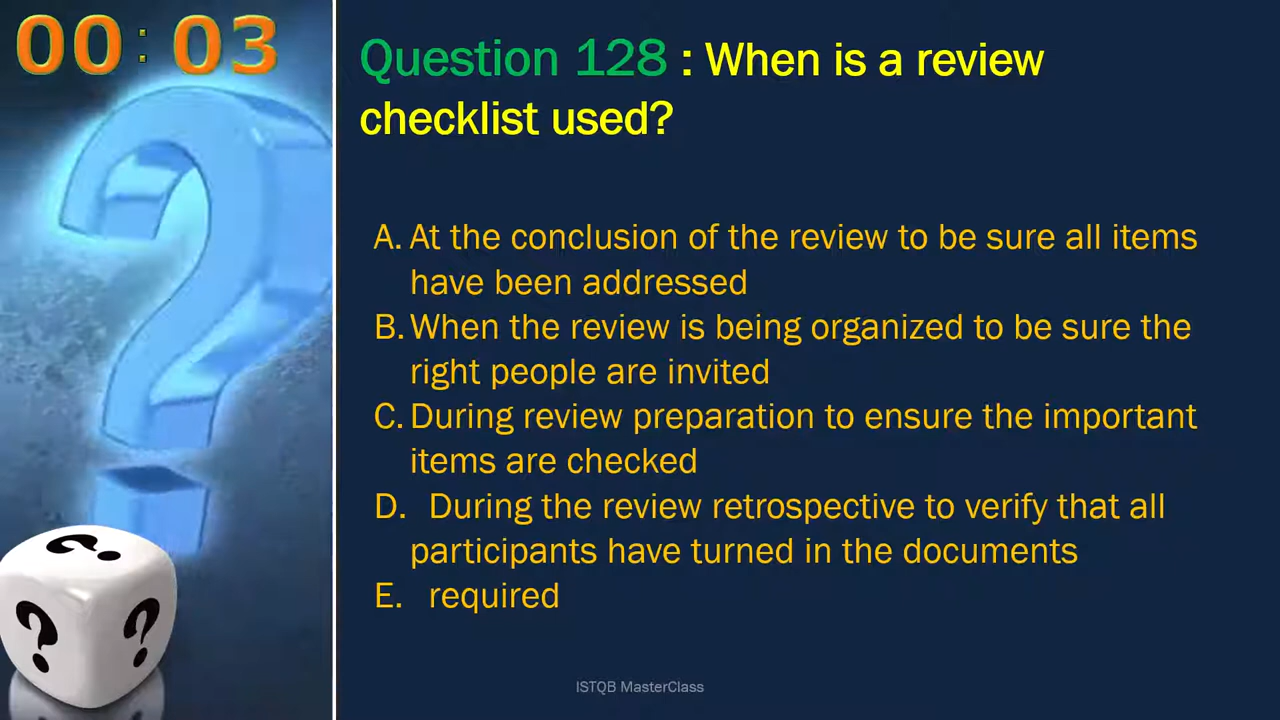 00:03
Question 128 : When is a review
checklist used?
A. At the conclusion of the review to be sure all items
have been addressed
B. When the review is being organized to be sure the
right people are invited
C. During review preparation to ensure the important
items are checked
D. During the review retrospective to verify that all
participants have turned in the documents
E. required
ISTQB MasterClass